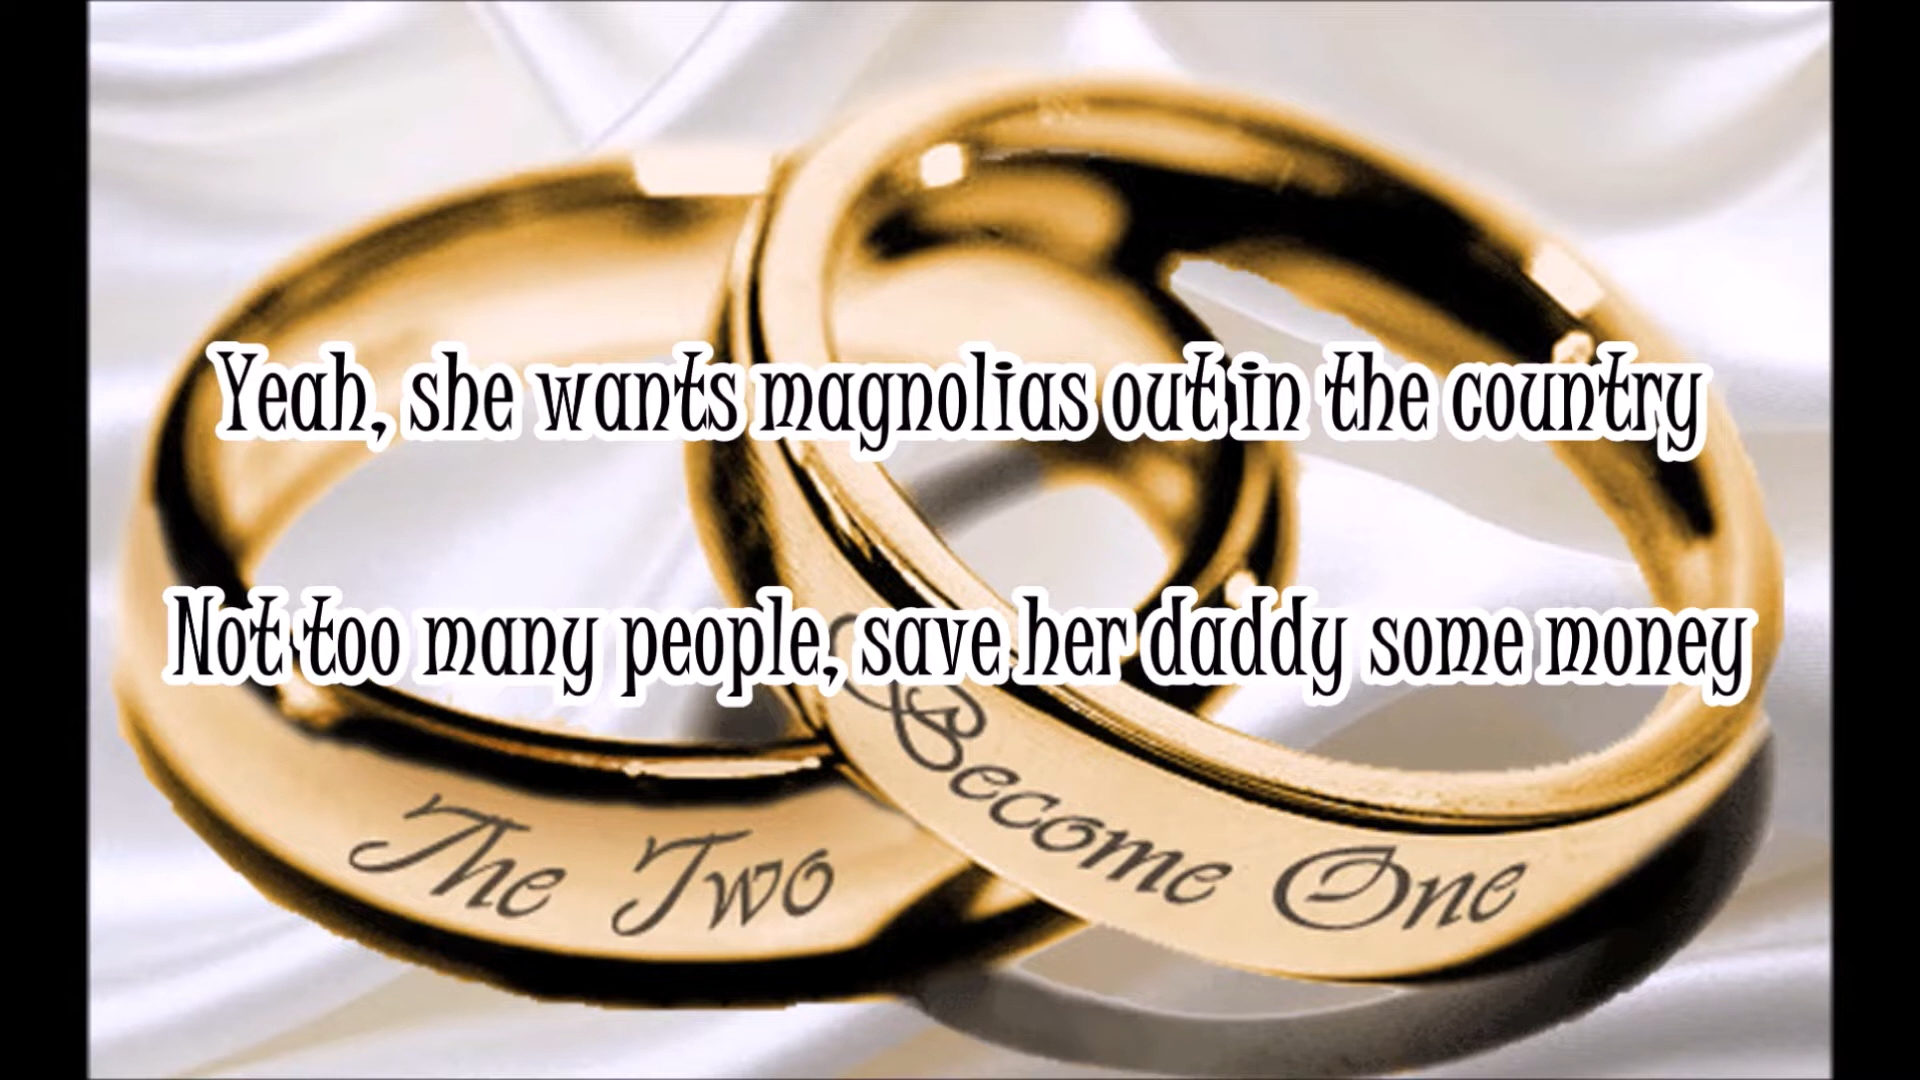 Yeah, she wants magnolias out in the country
Not too many people, save her daddy some money
The Two
Become One